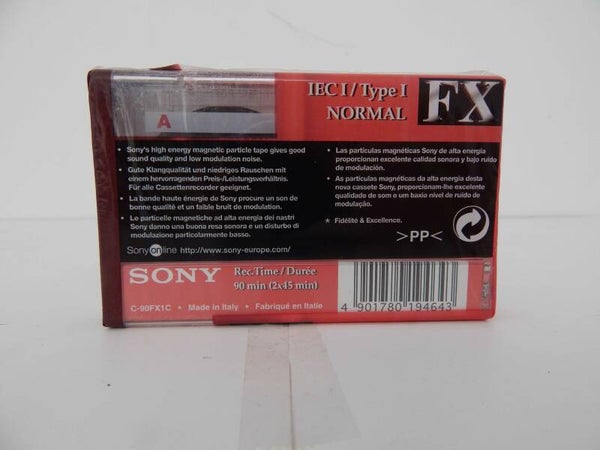 IEC I / Type I
NORMAL
FX
A
• Sony's high energy magnetic particle tape gives good
sound quality and low modulation noise.
• Gute Klangqualität und niedriges Rauschen mit
einem hervorragenden Preis-/Leistungsverhältnis.
Für alle Cassettenrecorder geeignet.
• La bande haute énergie de Sony procure un son de
bonne qualité et un faible bruit de modulation.
• Le particelle magnetiche ad alta energia dei nastri
Sony danno una buona resa sonora e un disturbo di
modulazione particolarmente basso.
• Las partículas magnéticas Sony de alta energía
proporcionan excelente calidad sonora y bajo ruido
de modulación.
• As partículas magnéticas de alta energia desta
nova cassete Sony, proporcionam-lhe excelente
qualidade de som e um baxio nivel de ruído de
modulação.
★ Fidélité & Excellence.
>PP<
Sony online http://www.sony-europe.com/
SONY
Rec.Time / Durée
90 min (2x45 min)
C-90FX1C • Made in Italy • Fabriqué en Italie
4 901780 194643